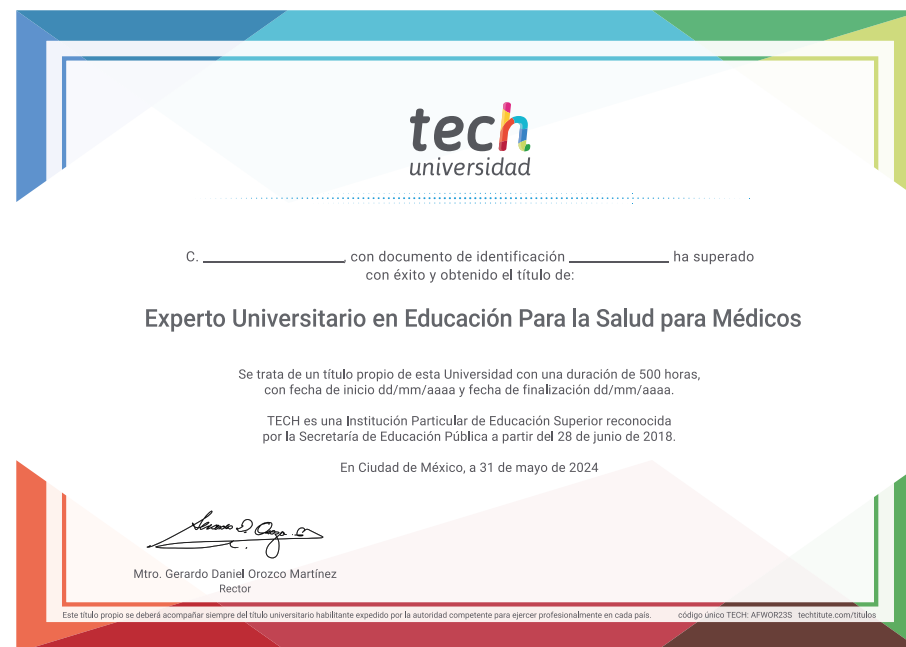 tech
universidad
C. ____________, con documento de identificación ____________ ha superado
con éxito y obtenido el título de:
Experto Universitario en Educación Para la Salud para Médicos
Se trata de un título propio de esta Universidad con una duración de 500 horas,
con fecha de inicio dd/mm/aaaa y fecha de finalización dd/mm/aaaa.
TECH es una Institución Particular de Educación Superior reconocida
por la Secretaría de Educación Pública a partir del 28 de junio de 2018.
En Ciudad de México, a 31 de mayo de 2024
Mtro. Gerardo Daniel Orozco Martínez
Rector
Este título propio se deberá acompañar siempre del título universitario habilitante expedido por la autoridad competente para ejercer profesionalmente en cada país. código único TECH: AFWOR23S techtitute.com/titulos